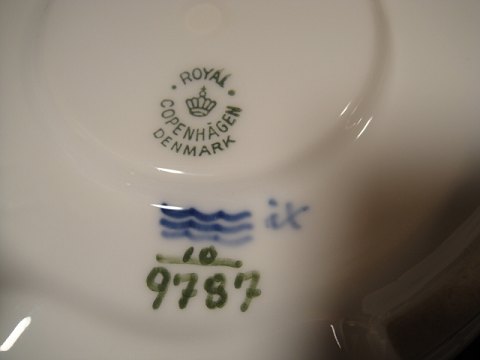 ROYAL
COPENHAGEN
DENMARK
ix
10
9787